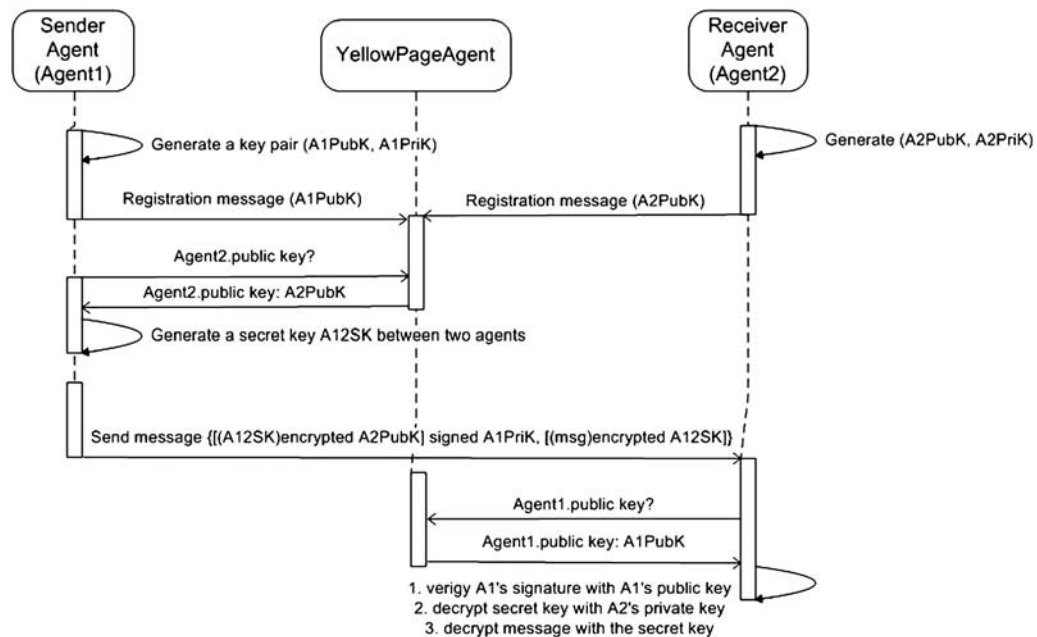 Sender
Agent
(Agent1)
YellowPageAgent
Receiver
Agent
(Agent2)
Generate a key pair (A1PubK, A1PriK)
Generate (A2PubK, A2PriK)
Registration message (A1PubK)
Registration message (A2PubK)
Agent2.public key?
Agent2.public key: A2PubK
Generate a secret key A12SK between two agents
Send message {[(A12SK)encrypted A2PubK] signed A1PriK, [(msg)encrypted A12SK]}
Agent1.public key?
Agent1.public key: A1PubK
1. verigy A1's signature with A1's public key
2. decrypt secret key with A2's private key
3. decrypt message with the secret key